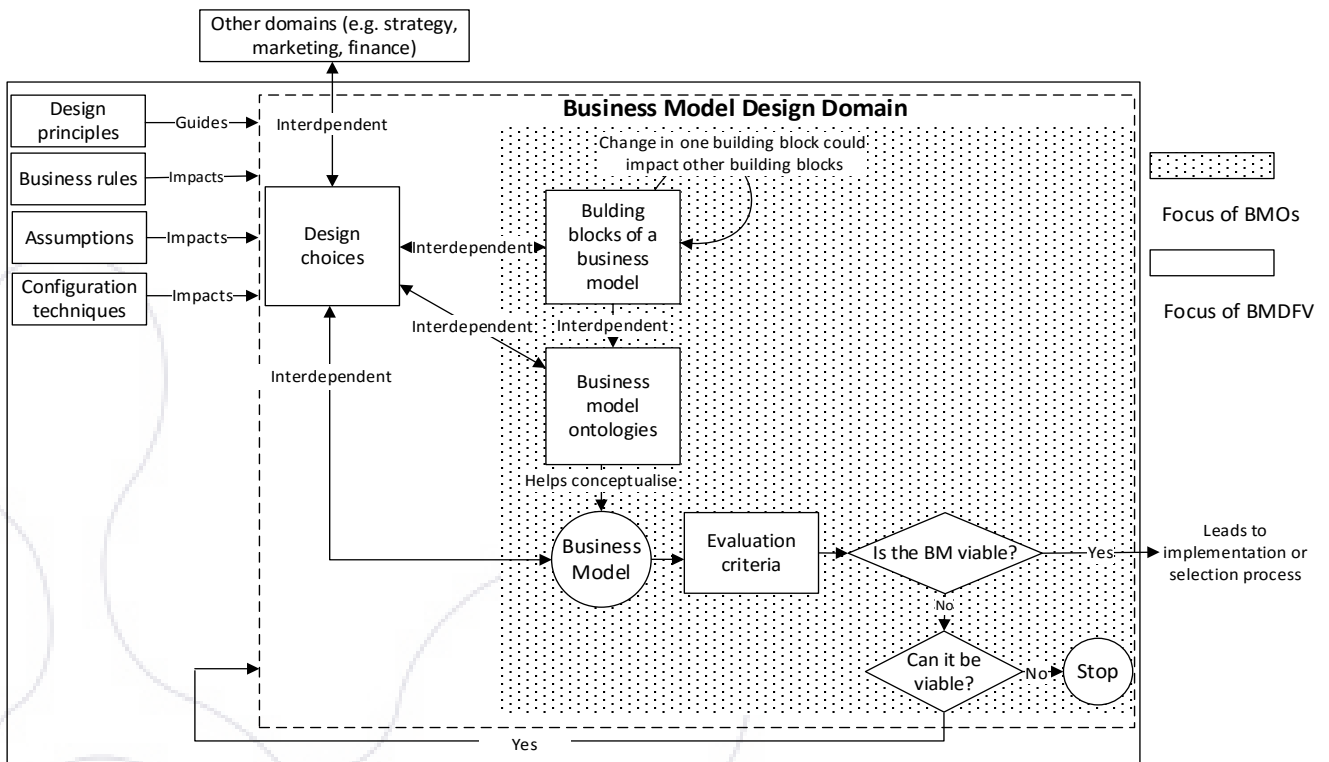 Other domains (e.g. strategy,
marketing, finance)
Business Model Design Domain
Design
principles
Guides
Interdpendent
Change in one building block could
impact other building blocks
Business rules
Impacts
Assumptions
Impacts
Configuration
techniques
Impacts
Design
choices
Interdependent
Bulding
blocks of a
business
model
Focus of BMOs
Focus of BMDFV
Interdependent
Interdpendent
Interdependent
Business
model
ontologies
Helps conceptualise
Business
Model
Evaluation
criteria
Is the BM viable?
Yes
Leads to
implementation or
selection process
No
Can it be
viable?
No
Stop
Yes